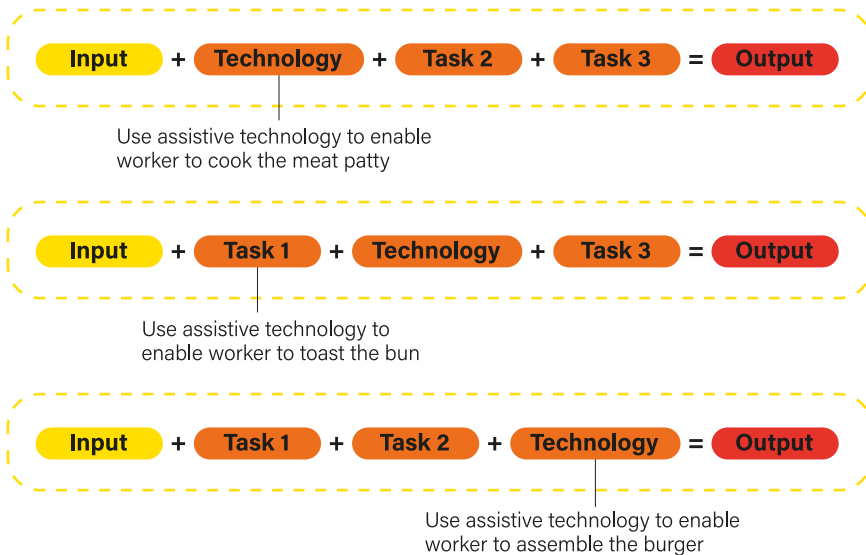 Input + Technology + Task 2 + Task 3 = Output
Use assistive technology to enable
worker to cook the meat patty
Input + Task 1 + Technology + Task 3 = Output
Use assistive technology to
enable worker to toast the bun
Input + Task 1 + Task 2 + Technology = Output
Use assistive technology to enable
worker to assemble the burger